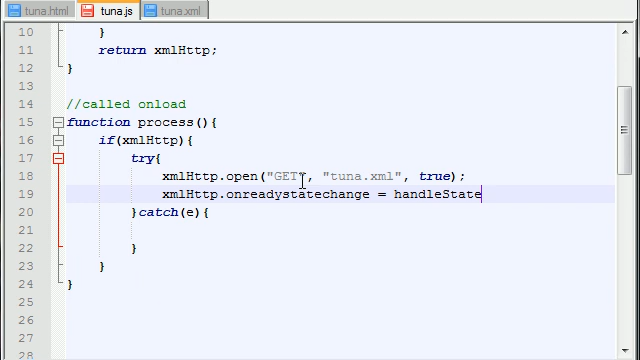 tuna.html tuna.js tuna.xml
10 }
11 return xmlHttp;
12 }
13
14 //called onload
15 function process(){
16 if(xmlHttp){
17 try{
18 xmlHttp.open("GET", "tuna.xml", true);
19 xmlHttp.onreadystatechange = handleState
20 }catch(e){
21
22 }
23 }
24 }
25
26
27
28